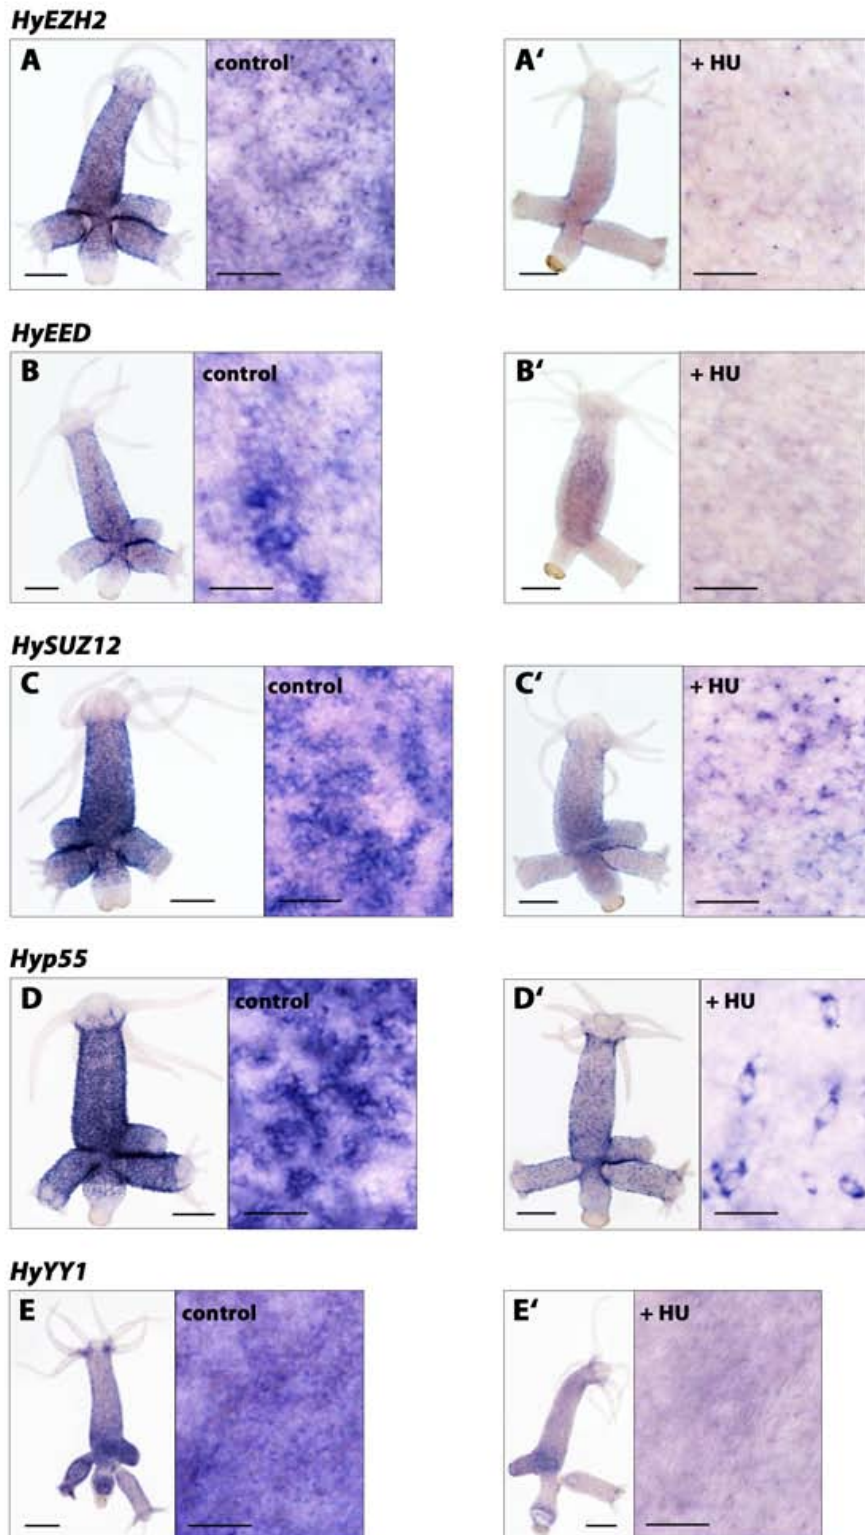 HyEZH2
A control A‘ + HU
HyEED
B control B‘ + HU
HySUZ12
C control C‘ + HU
Hyp55
D control D‘ + HU
HyYY1
E control E‘ + HU